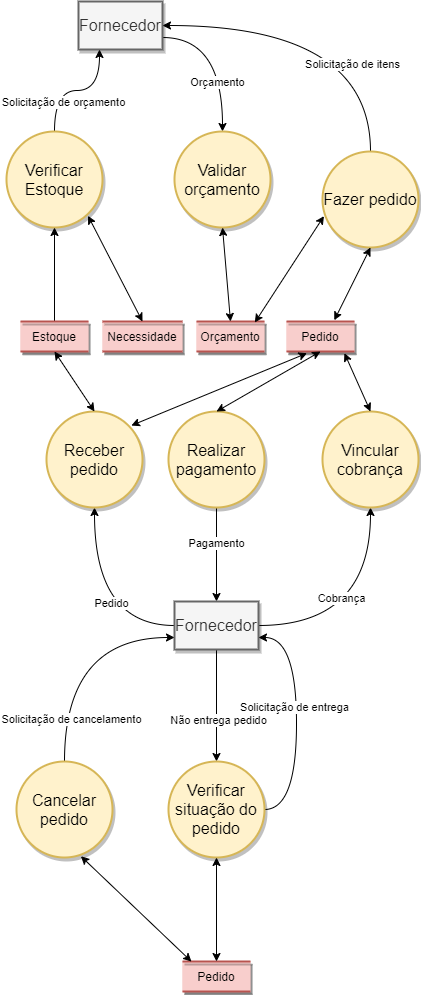 Fornecedor
Solicitação de itens
Orçamento
Solicitação de orçamento
Verificar
Estoque
Validar
orçamento
Fazer pedido
Estoque
Necessidade
Orçamento
Pedido
Receber
pedido
Realizar
pagamento
Vincular
cobrança
Pagamento
Pedido
Cobrança
Fornecedor
Solicitação de entrega
Solicitação de cancelamento
Não entrega pedido
Cancelar
pedido
Verificar
situação do
pedido
Pedido